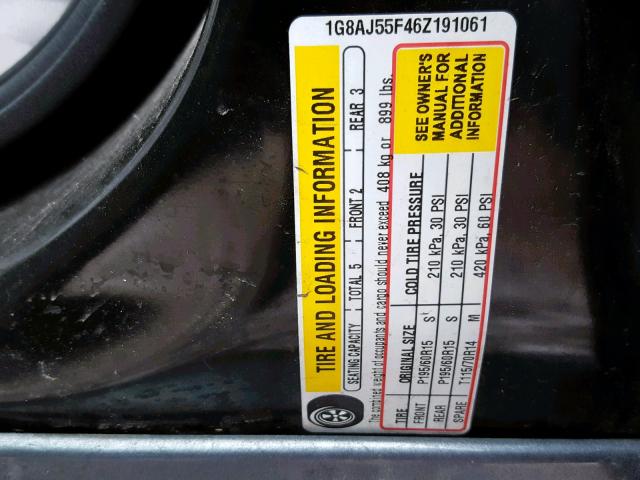 1G8AJ55F46Z191061
TIRE AND LOADING INFORMATION
SEATING CAPACITY TOTAL 5 FRONT 2 REAR 3
The combined weight of occupants and cargo should never exceed 408 kg or 899 lbs.
TIRE ORIGINAL SIZE COLD TIRE PRESSURE
FRONT P195/60R15 S 210 kPa, 30 PSI
REAR P195/60R15 S 210 kPa, 30 PSI
SPARE T115/70R14 M 420 kPa, 60 PSI
SEE OWNER'S
MANUAL FOR
ADDITIONAL
INFORMATION